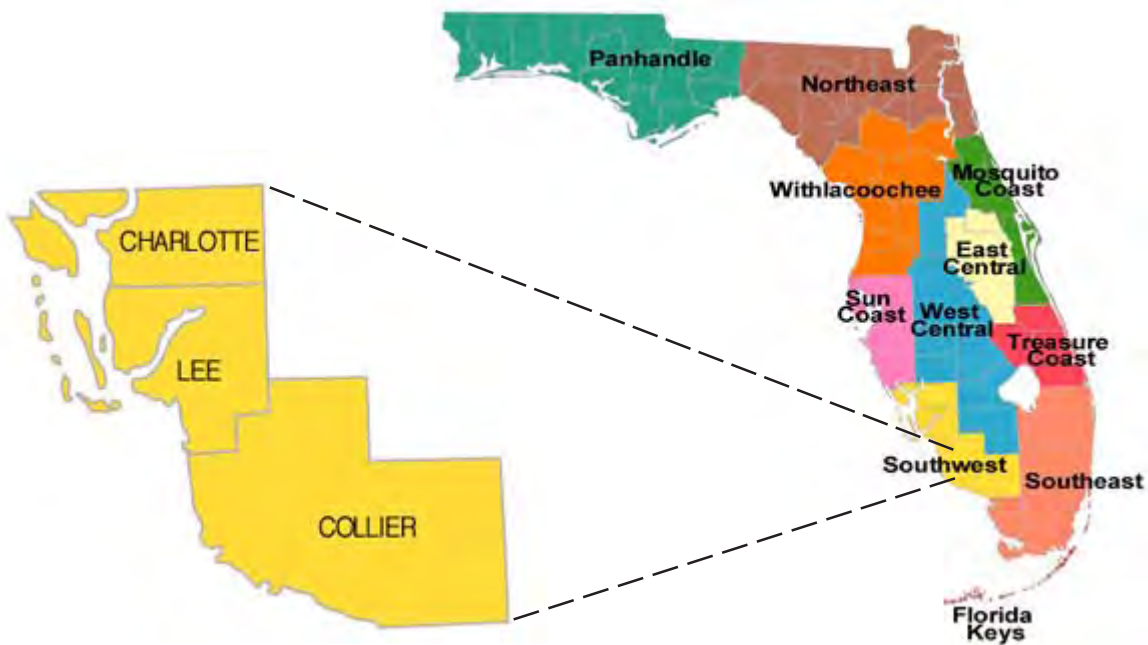 Panhandle
Northeast
Withlacoochee
Mosquito
Coast
East
Central
Sun
Coast
West
Central
Treasure
Coast
Southwest
Southeast
Florida
Keys
CHARLOTTE
LEE
COLLIER